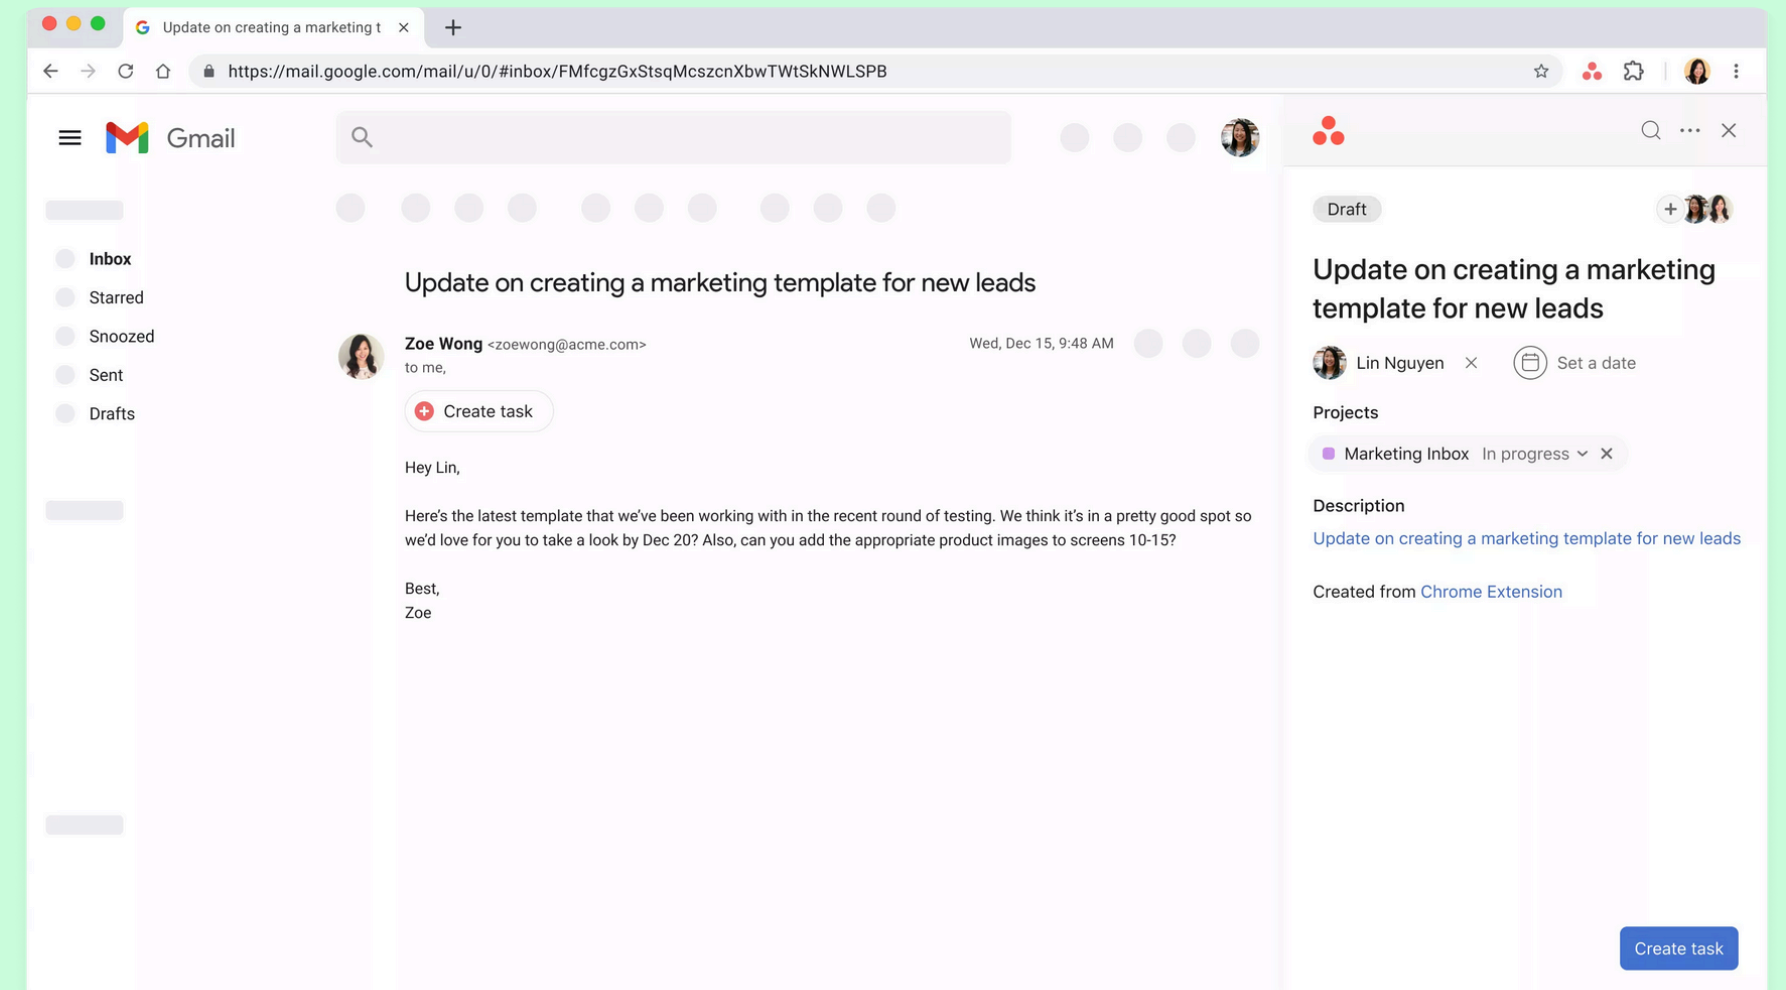 Update on creating a marketing t
https://mail.google.com/mail/u/0/#inbox/FMfcgzGxStsqMcszcnXbwTWtSkNWLSPB
Gmail
Inbox
Starred
Snoozed
Sent
Drafts
Update on creating a marketing template for new leads
Zoe Wong <zoewong@acme.com>
Wed, Dec 15, 9:48 AM
to me,
Create task
Hey Lin,
Here’s the latest template that we’ve been working with in the recent round of testing. We think it’s in a pretty good spot so
we’d love for you to take a look by Dec 20? Also, can you add the appropriate product images to screens 10-15?
Best,
Zoe
Draft
Update on creating a marketing
template for new leads
Lin Nguyen
Set a date
Projects
Marketing Inbox In progress
Description
Update on creating a marketing template for new leads
Created from Chrome Extension
Create task